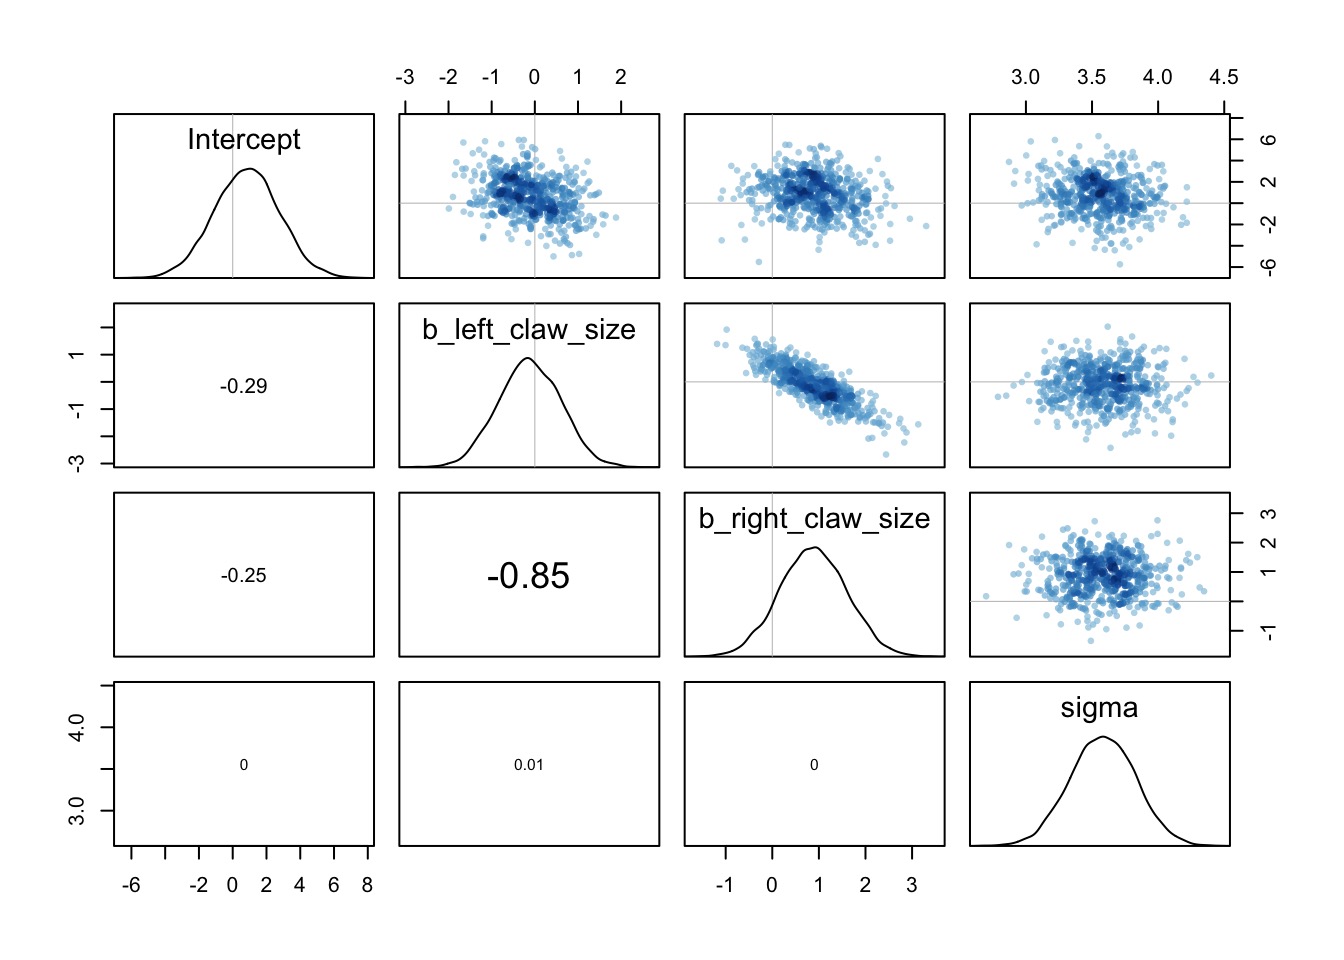 -3 -2 -1 0 1 2
3.0 3.5 4.0 4.5
Intercept
6
2
-2
-6
b_left_claw_size
1
-1
-3
-0.29
b_right_claw_size
-0.25
-0.85
3
2
1
-1
sigma
4.0
3.0
0
0.01
0
-6 -2 0 2 4 6 8
-1 0 1 2 3